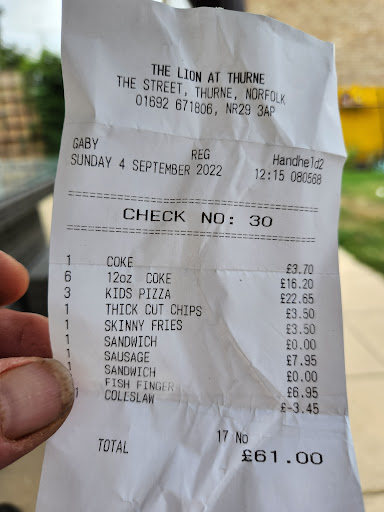 THE LION AT THURNE
THE STREET, THURNE, NORFOLK
01692 671806, NR29 3AP
GABY REG Handheld2
SUNDAY 4 SEPTEMBER 2022 12:15 080568
CHECK NO: 30
1 COKE £3.70
6 12oz COKE £16.20
3 KIDS PIZZA £22.65
1 THICK CUT CHIPS £3.50
1 SKINNY FRIES £3.50
1 SANDWICH £0.00
1 SAUSAGE £7.95
1 SANDWICH £0.00
FISH FINGER £6.95
1 COLESLAW £-3.45
17 No
TOTAL £61.00